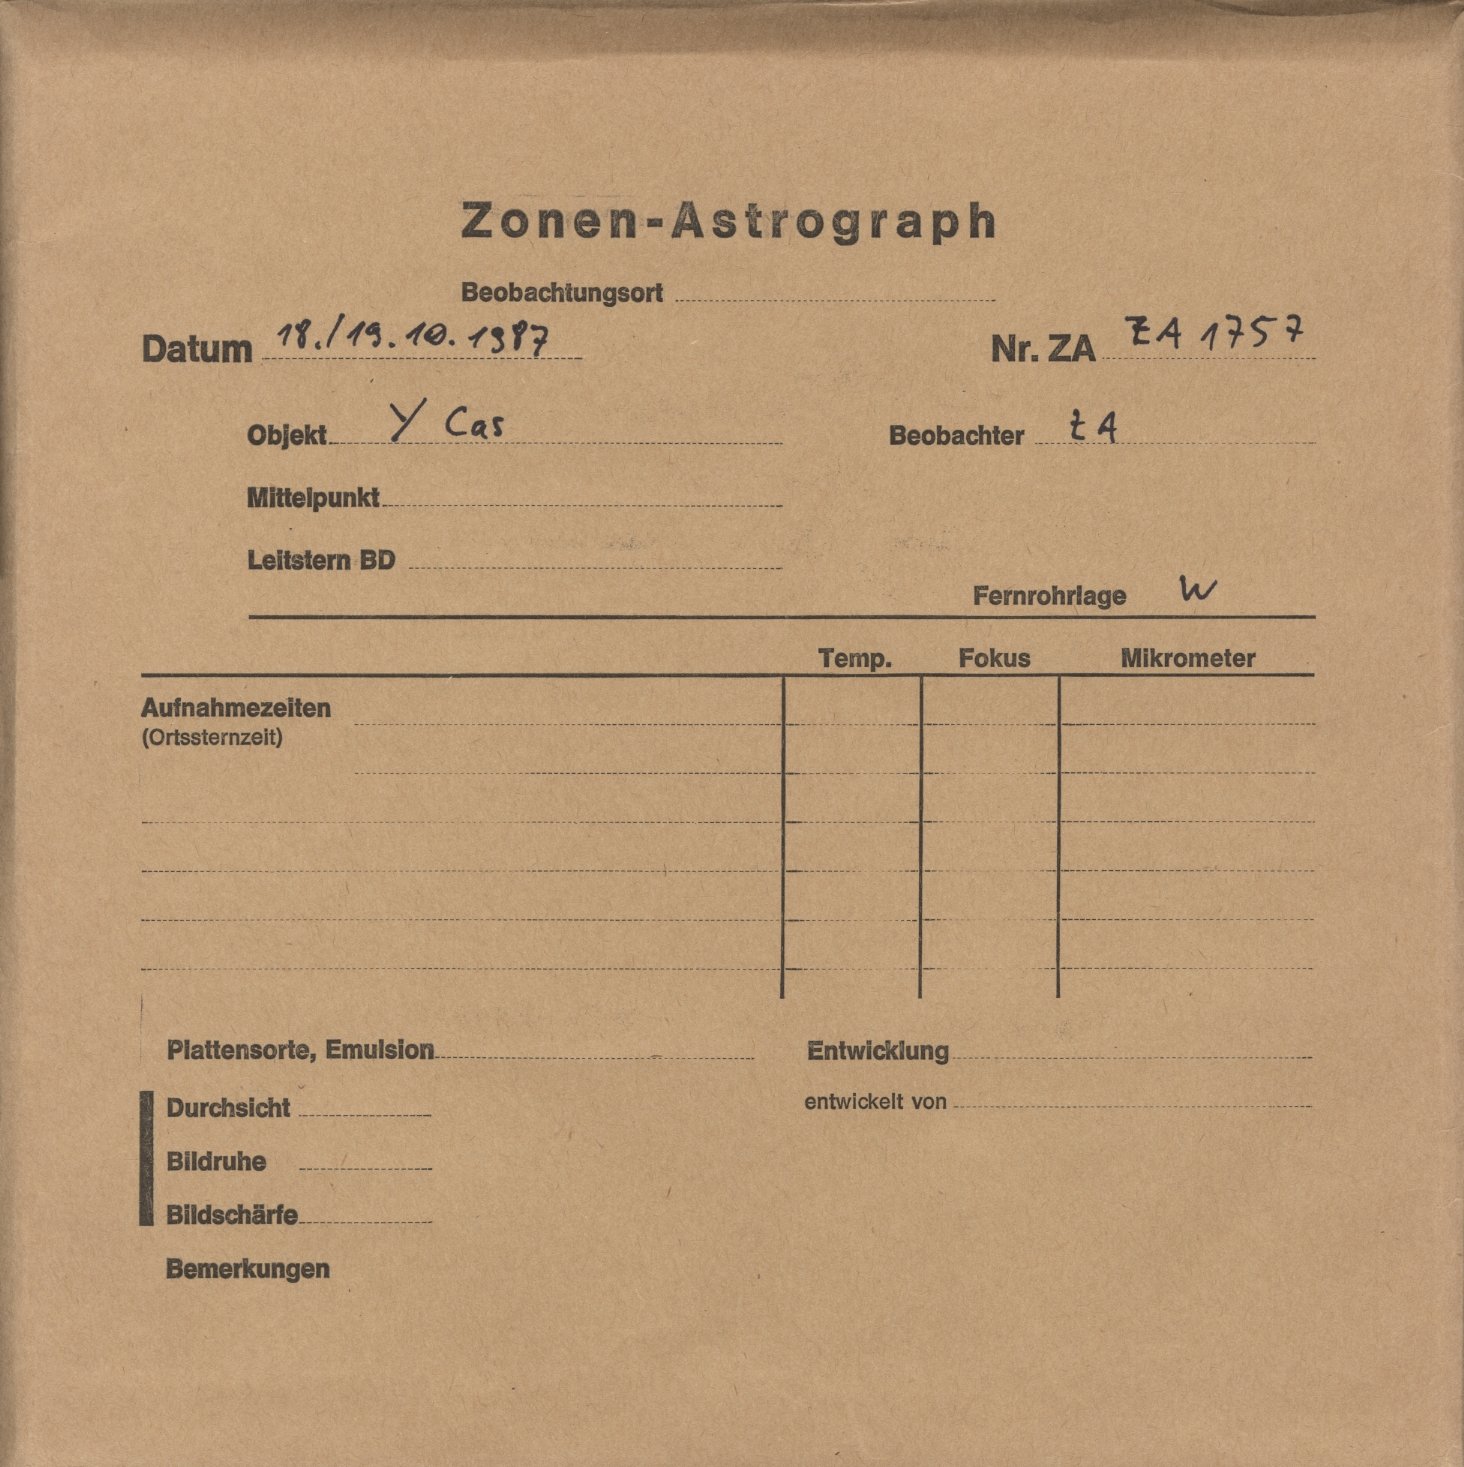 Zonen-Astrograph
Beobachtungsort
Datum 18./19.10.1987 Nr. ZA ZA 1757
Objekt Y Cas Beobachter ZA
Mittelpunkt
Leitstern BD
Fernrohrlage W
Temp. Fokus Mikrometer
Aufnahmezeiten
(Ortssternzeit)
Plattensorte, Emulsion Entwicklung
Durchsicht entwickelt von
Bildruhe
Bildschärfe
Bemerkungen